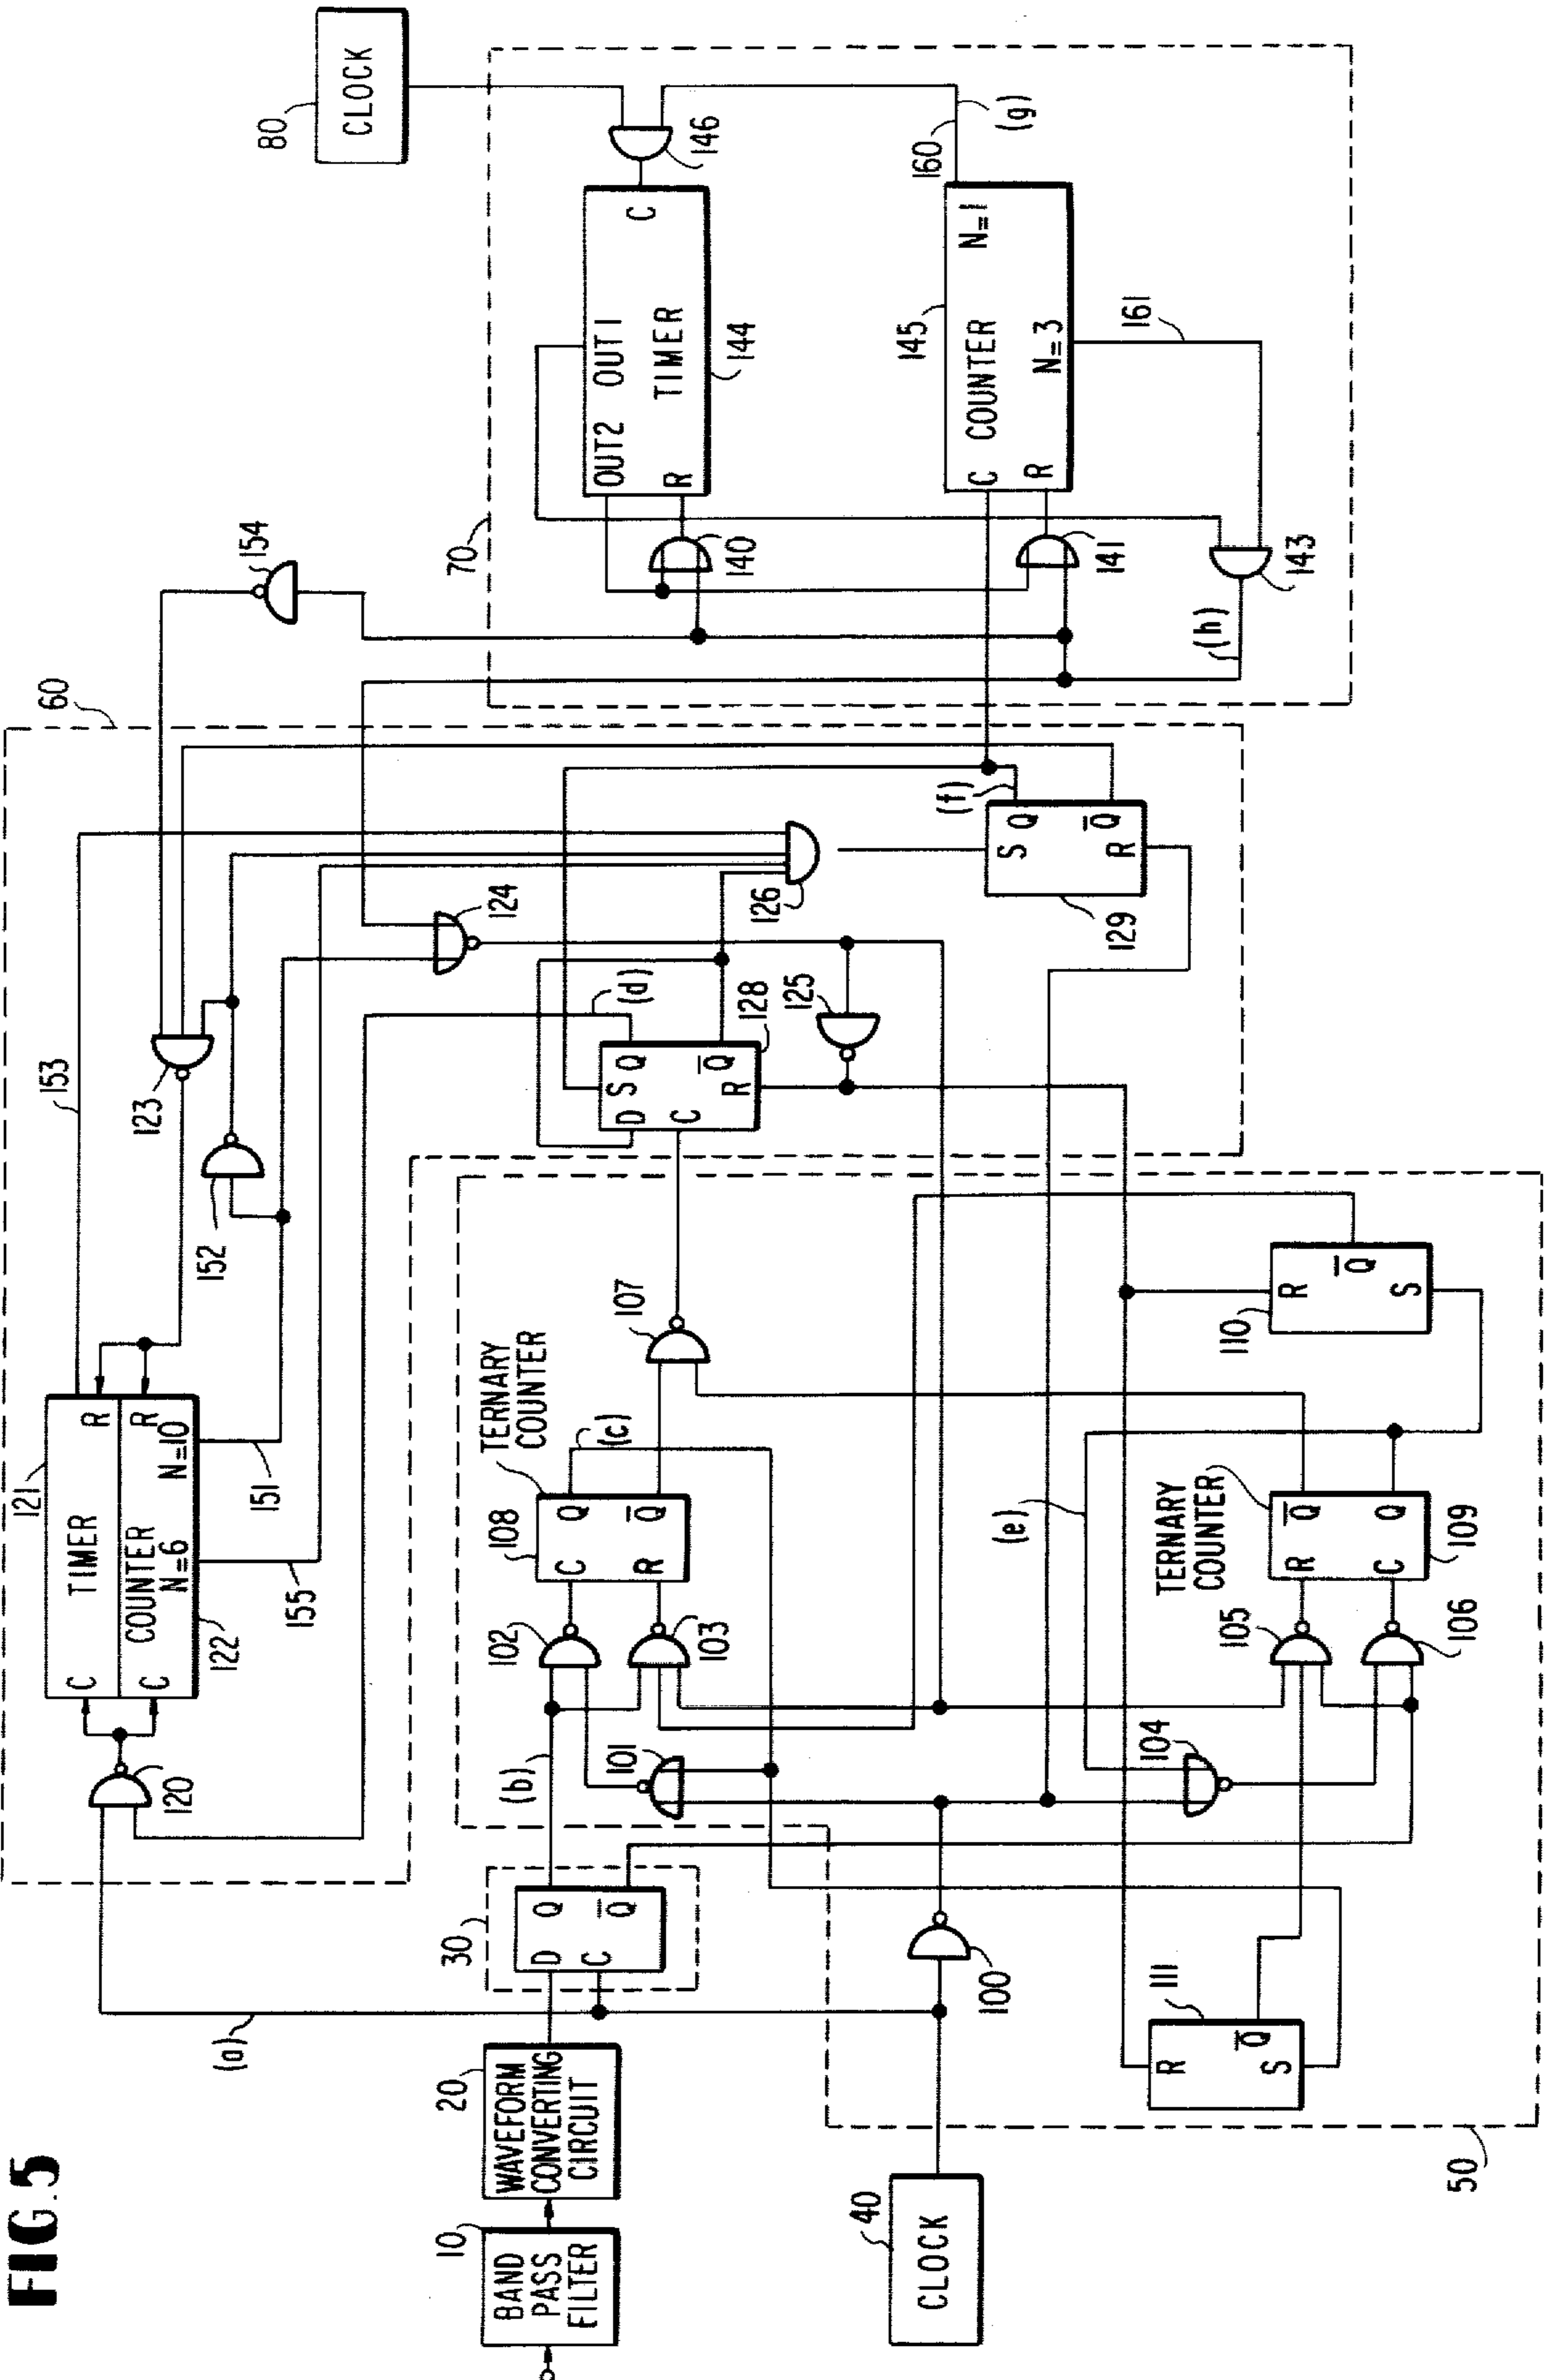 FIG.5
10
BAND
PASS
FILTER
20
WAVEFORM
CONVERTING
CIRCUIT
40
CLOCK
(a)
30
D
Q
C
Q̅
(b)
100
111
R
Q̅
S
50
101
102
103
104
105
106
108
C
Q
R
Q̅
TERNARY
COUNTER
(c)
107
TERNARY
COUNTER
R
Q̅
C
Q
109
(e)
110
R
Q̅
S
60
120
121
C
TIMER
R
C
COUNTER
R
N=6
N=10
122
155
151
153
152
123
124
(d)
S
D
Q
C
Q̅
R
128
125
126
(f)
S
Q
Q̅
R
129
154
70
140
141
143
(h)
OUT2
OUT1
R
TIMER
C
144
145
C
COUNTER
N=1
R
N=3
161
160
(g)
146
80
CLOCK